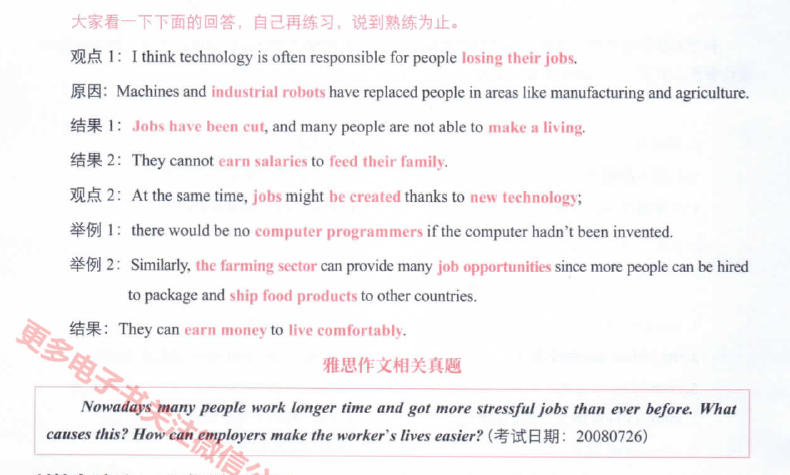 大家看一下下面的回答，自己再练习，说到熟练为止。
观点 1：I think technology is often responsible for people losing their jobs.
原因：Machines and industrial robots have replaced people in areas like manufacturing and agriculture.
结果 1：Jobs have been cut, and many people are not able to make a living.
结果 2：They cannot earn salaries to feed their family.
观点 2：At the same time, jobs might be created thanks to new technology;
举例 1：there would be no computer programmers if the computer hadn't been invented.
举例 2：Similarly, the farming sector can provide many job opportunities since more people can be hired
to package and ship food products to other countries.
结果：They can earn money to live comfortably.
雅思作文相关真题
Nowadays many people work longer time and got more stressful jobs than ever before. What
causes this? How can employers make the worker's lives easier? (考试日期：20080726)
更多电子书关注微信公